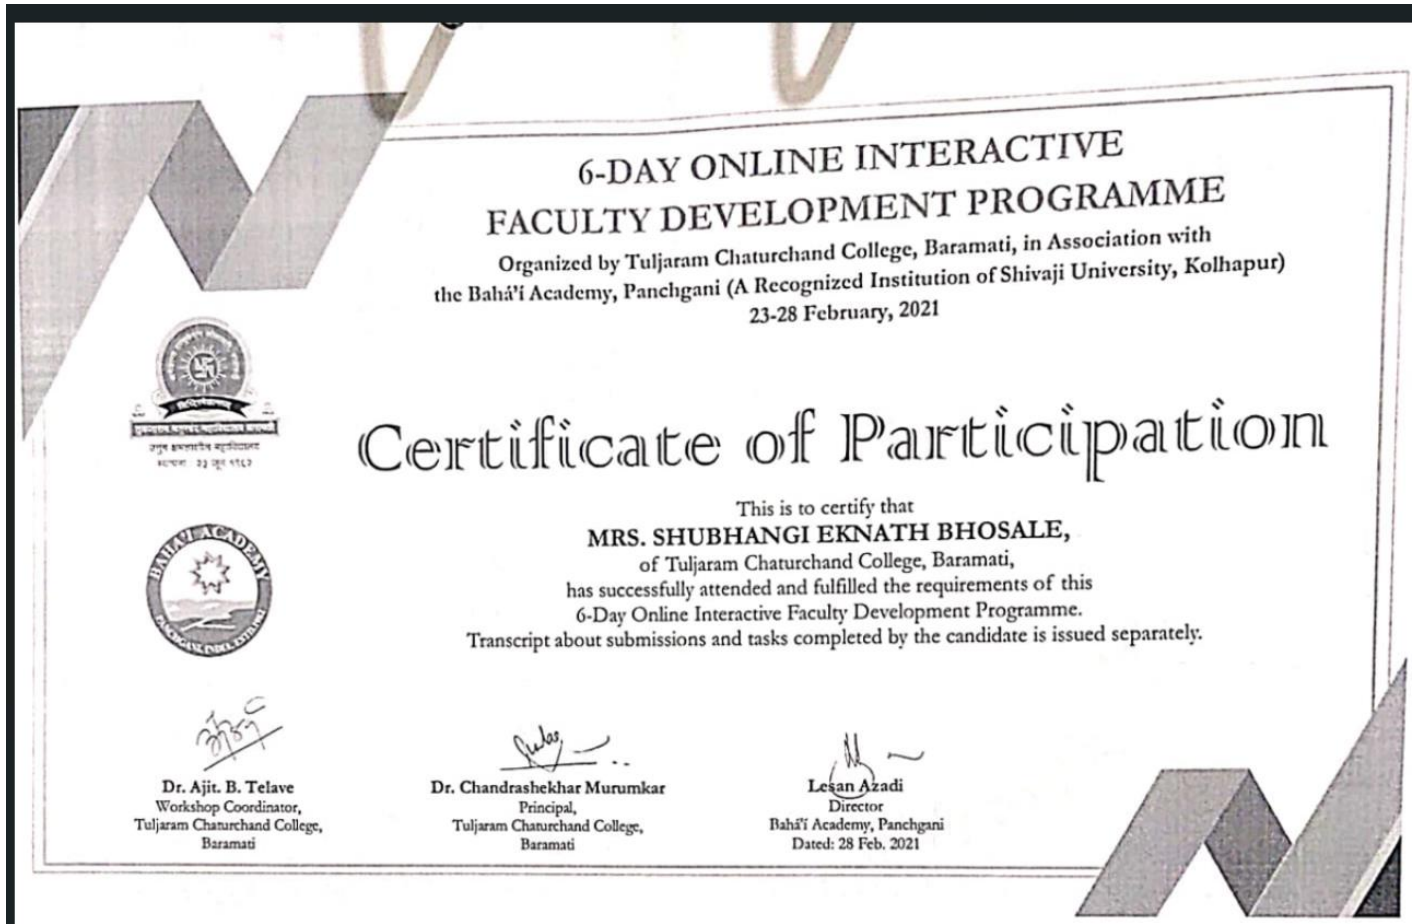 6-DAY ONLINE INTERACTIVE
FACULTY DEVELOPMENT PROGRAMME
Organized by Tuljaram Chaturchand College, Baramati, in Association with
the Bahá'í Academy, Panchgani (A Recognized Institution of Shivaji University, Kolhapur)
23-28 February, 2021
Certificate of Participation
This is to certify that
MRS. SHUBHANGI EKNATH BHOSALE,
of Tuljaram Chaturchand College, Baramati,
has successfully attended and fulfilled the requirements of this
6-Day Online Interactive Faculty Development Programme.
Transcript about submissions and tasks completed by the candidate is issued separately.
BAHÁ'Í ACADEMY
Dr. Ajit. B. Telave
Workshop Coordinator,
Tuljaram Chaturchand College,
Baramati
Dr. Chandrashekhar Murumkar
Principal,
Tuljaram Chaturchand College,
Baramati
Lesan Azadi
Director
Bahá'í Academy, Panchgani
Dated: 28 Feb. 2021